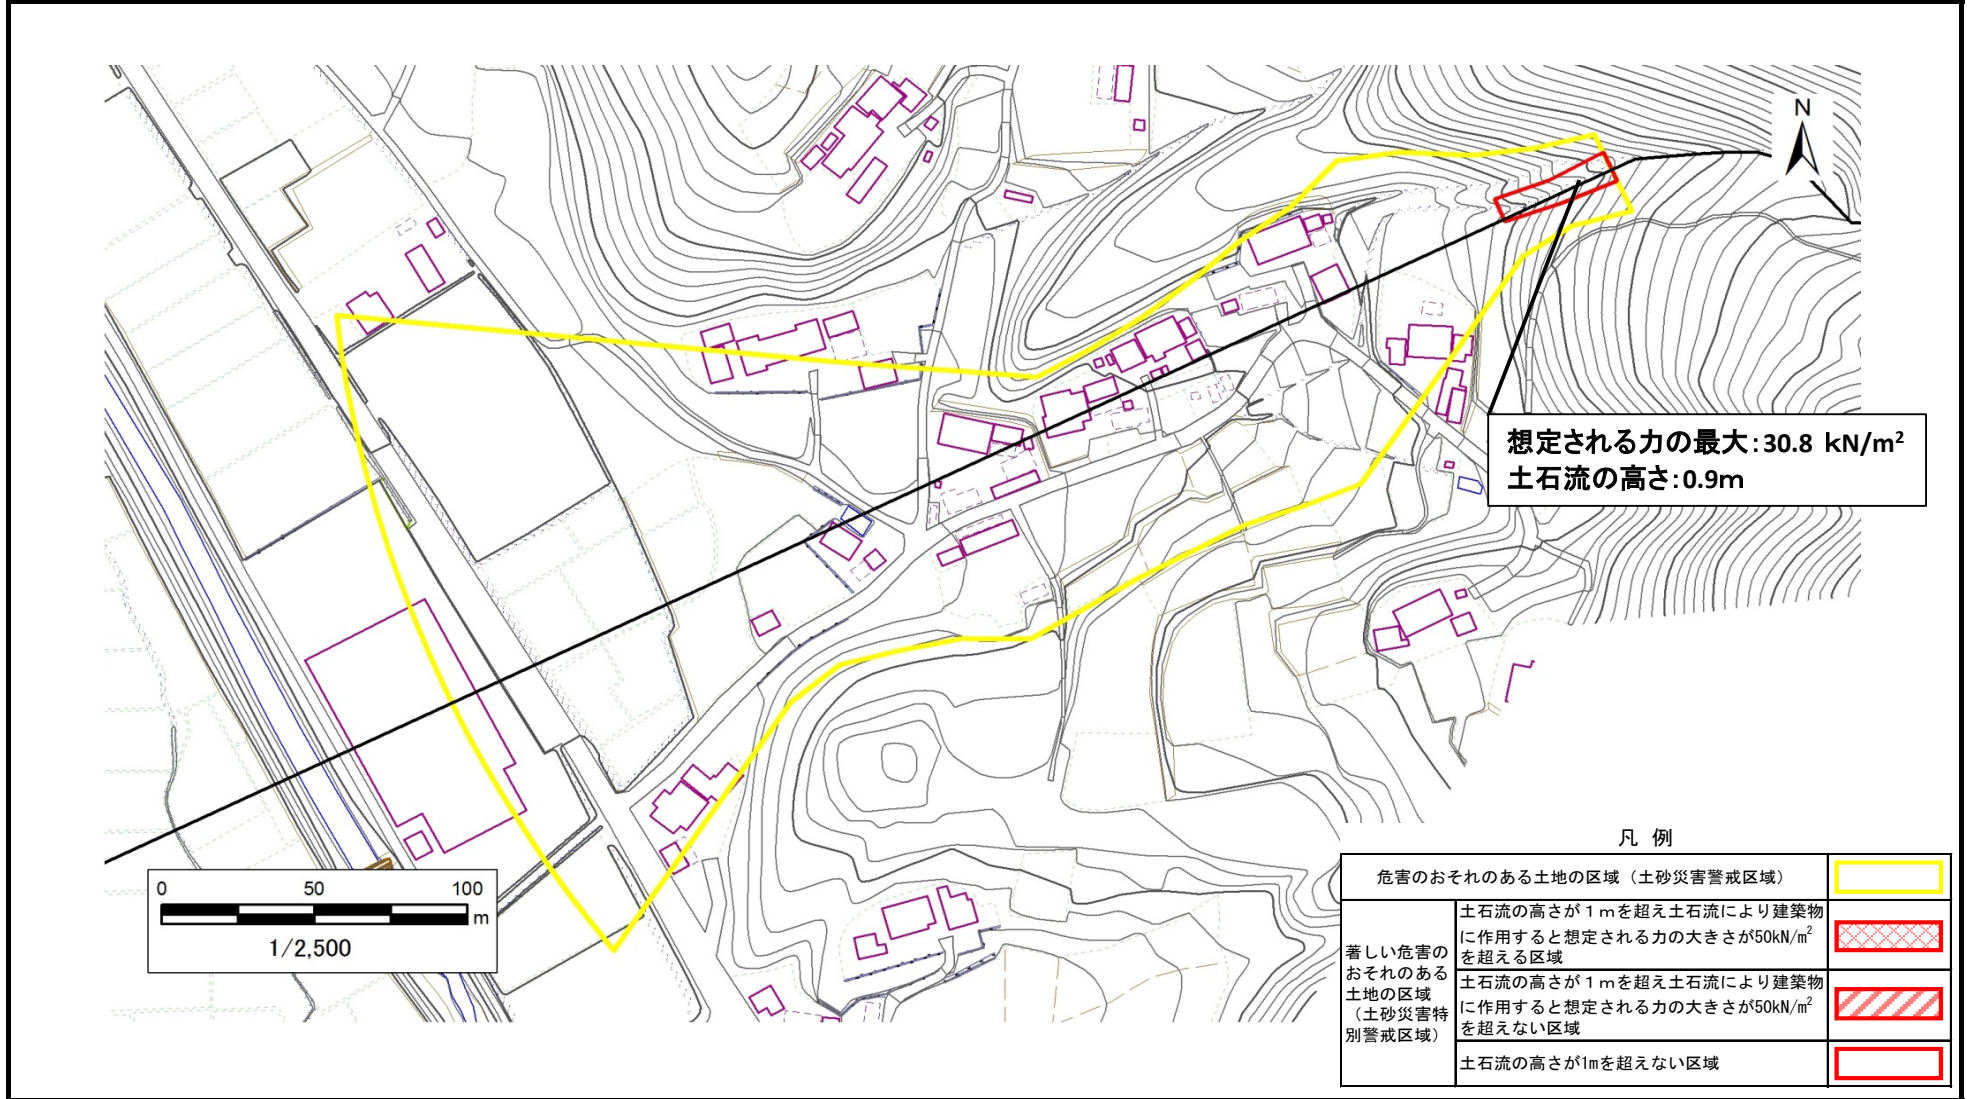 N
想定される力の最大：30.8 kN/m²
土石流の高さ：0.9m
0 50 100
m
1/2,500
凡 例
危害のおそれのある土地の区域（土砂災害警戒区域）
著しい危害の
おそれのある
土地の区域
（土砂災害特
別警戒区域）
土石流の高さが１ｍを超え土石流により建築物
に作用すると想定される力の大きさが50kN/m²
を超える区域
土石流の高さが１ｍを超え土石流により建築物
に作用すると想定される力の大きさが50kN/m²
を超えない区域
土石流の高さが1mを超えない区域